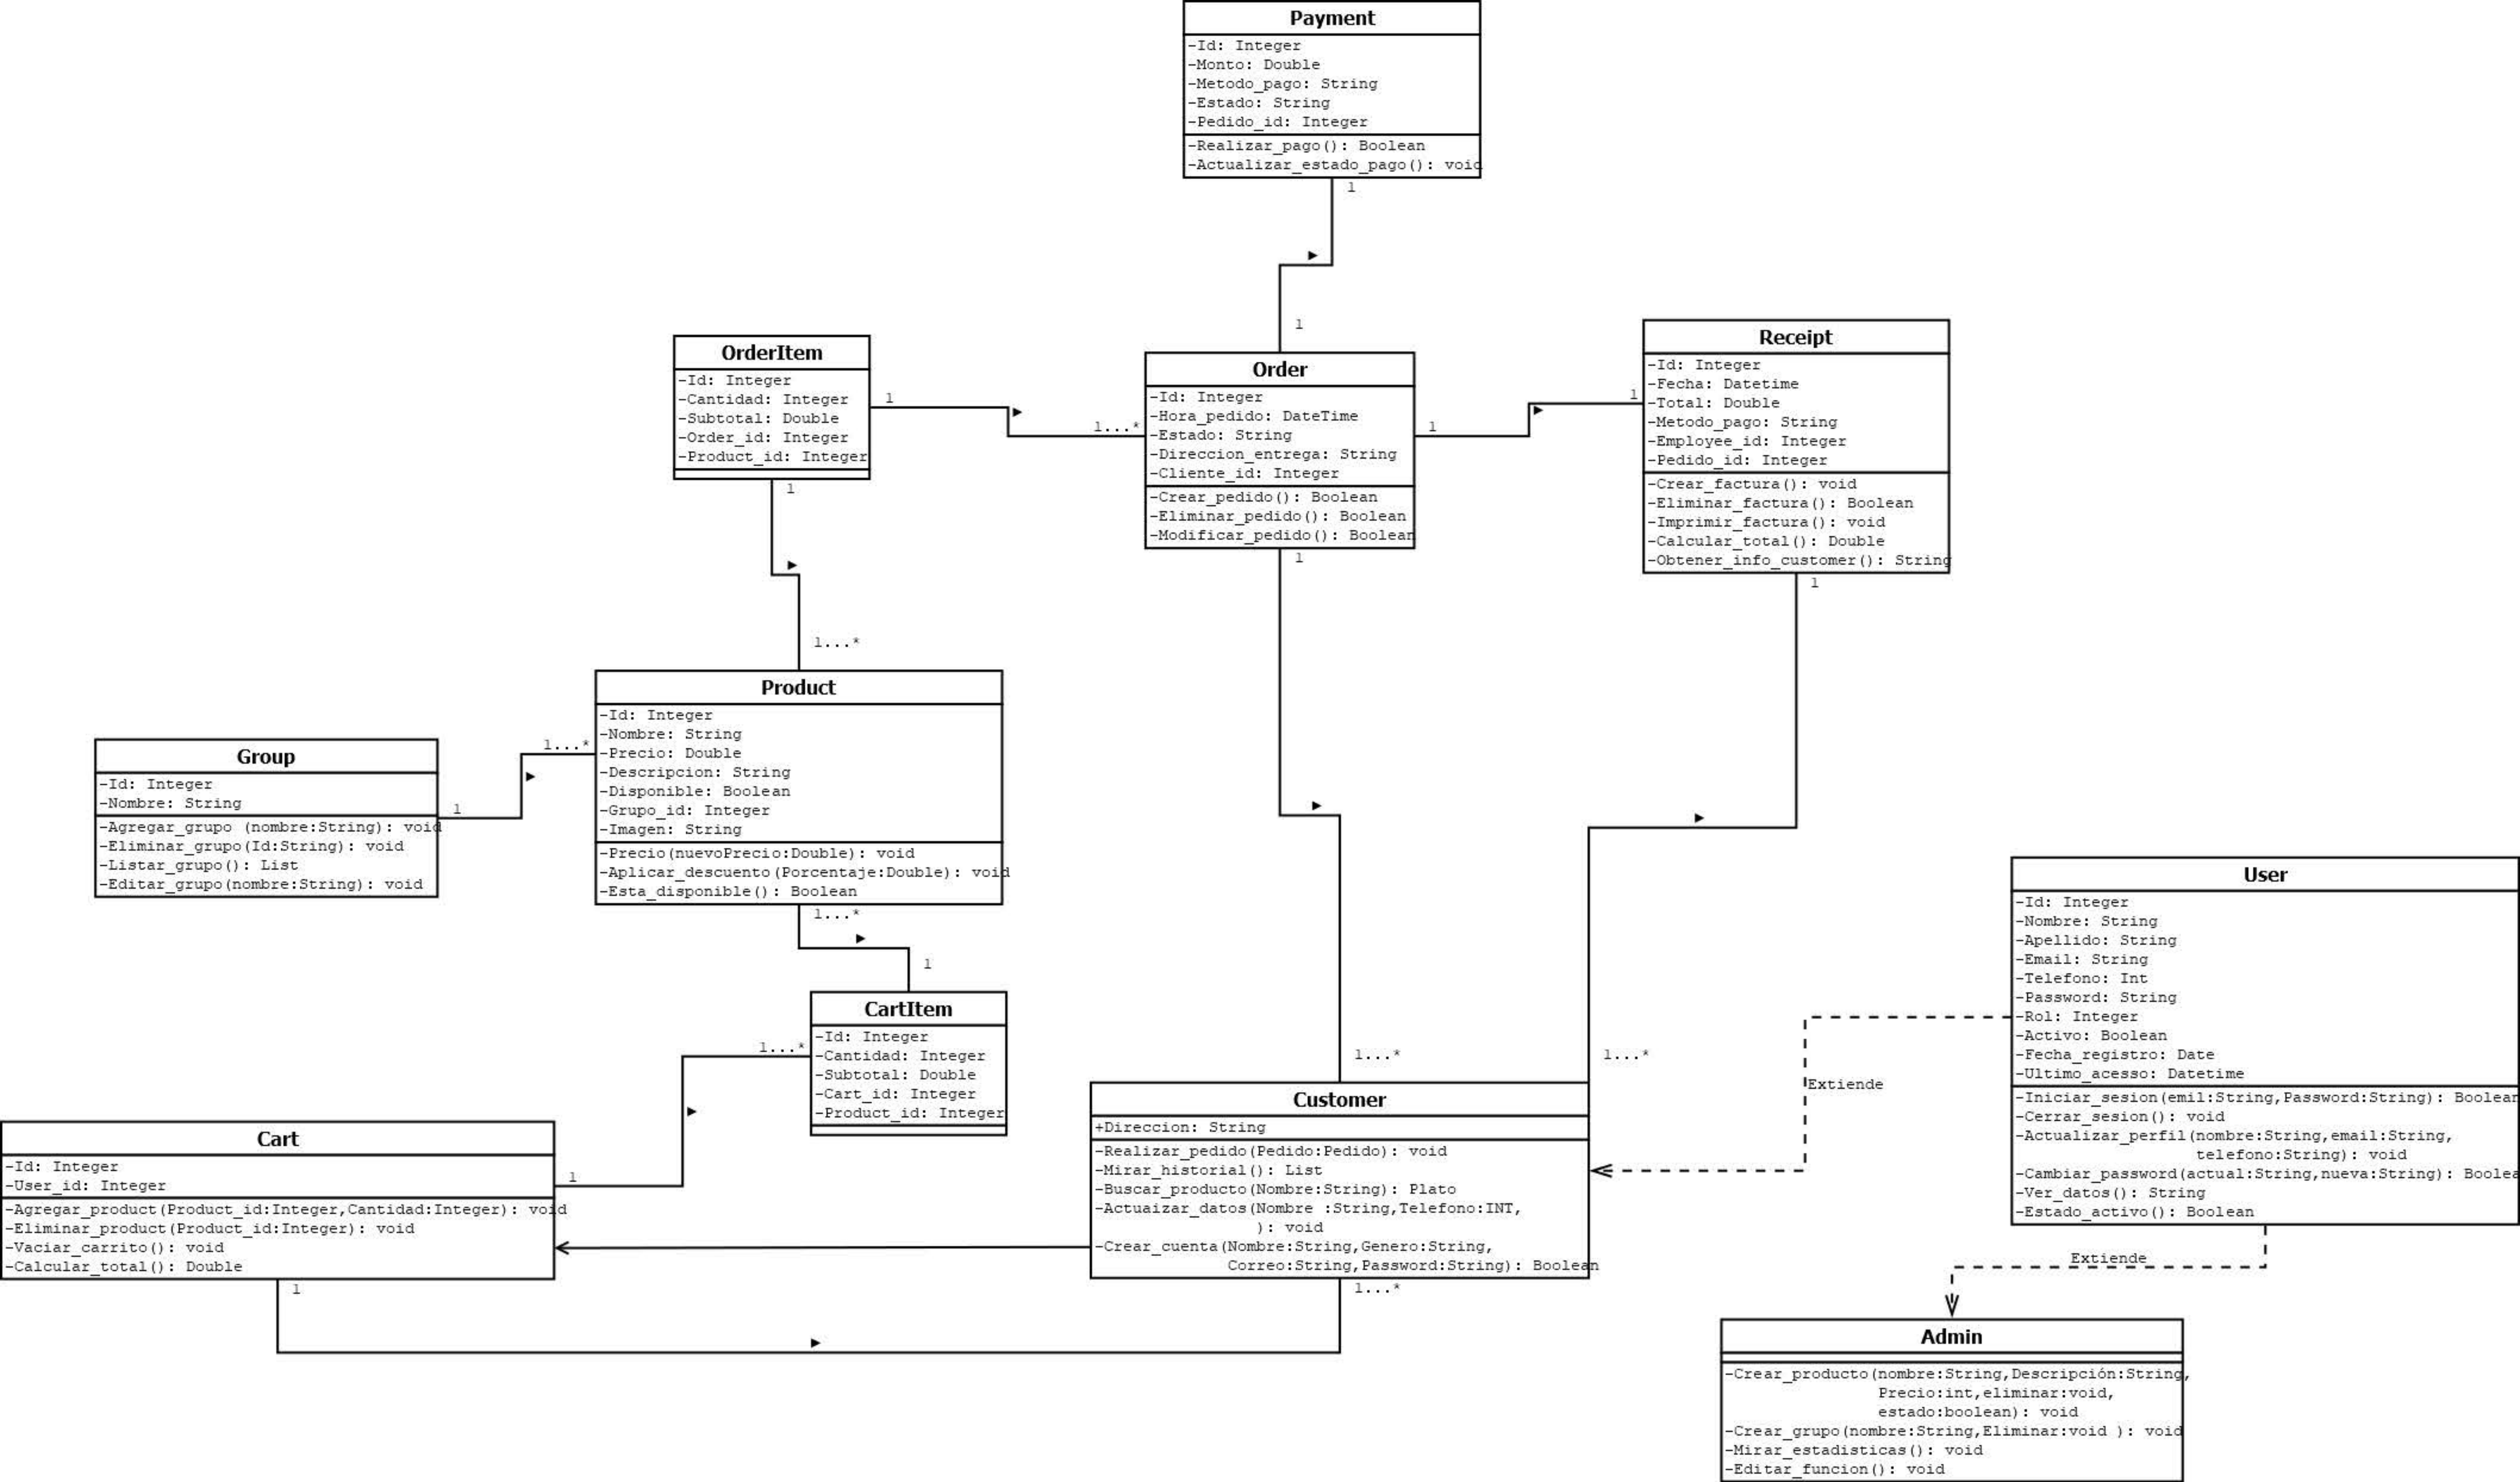 Payment
-Id: Integer
-Monto: Double
-Metodo_pago: String
-Estado: String
-Pedido_id: Integer
-Realizar_pago(): Boolean
-Actualizar_estado_pago(): void
1
1
OrderItem
-Id: Integer
-Cantidad: Integer
-Subtotal: Double
-Order_id: Integer
-Product_id: Integer
1
1...*
1
1...*
Order
-Id: Integer
-Hora_pedido: DateTime
-Estado: String
-Direccion_entrega: String
-Cliente_id: Integer
-Crear_pedido(): Boolean
-Eliminar_pedido(): Boolean
-Modificar_pedido(): Boolean
1
1
1
Receipt
-Id: Integer
-Fecha: Datetime
-Total: Double
-Metodo_pago: String
-Employee_id: Integer
-Pedido_id: Integer
-Crear_factura(): void
-Eliminar_factura(): Boolean
-Imprimir_factura(): void
-Calcular_total(): Double
-Obtener_info_customer(): String
1
Product
-Id: Integer
-Nombre: String
-Precio: Double
-Descripcion: String
-Disponible: Boolean
-Grupo_id: Integer
-Imagen: String
-Precio(nuevoPrecio:Double): void
-Aplicar_descuento(Porcentaje:Double): void
-Esta_disponible(): Boolean
1...*
1
Group
-Id: Integer
-Nombre: String
-Agregar_grupo (nombre:String): void
-Eliminar_grupo(Id:String): void
-Listar_grupo(): List
-Editar_grupo(nombre:String): void
1
1...*
CartItem
-Id: Integer
-Cantidad: Integer
-Subtotal: Double
-Cart_id: Integer
-Product_id: Integer
1...*
Cart
-Id: Integer
-User_id: Integer
-Agregar_product(Product_id:Integer,Cantidad:Integer): void
-Eliminar_product(Product_id:Integer): void
-Vaciar_carrito(): void
-Calcular_total(): Double
1
1
1...*
1...*
Customer
+Direccion: String
-Realizar_pedido(Pedido:Pedido): void
-Mirar_historial(): List
-Buscar_producto(Nombre:String): Plato
-Actuaizar_datos(Nombre :String,Telefono:INT,
): void
-Crear_cuenta(Nombre:String,Genero:String,
Correo:String,Password:String): Boolean
1...*
User
-Id: Integer
-Nombre: String
-Apellido: String
-Email: String
-Telefono: Int
-Password: String
-Rol: Integer
-Activo: Boolean
-Fecha_registro: Date
-Ultimo_acesso: Datetime
-Iniciar_sesion(emil:String,Password:String): Boolean
-Cerrar_sesion(): void
-Actualizar_perfil(nombre:String,email:String,
telefono:String): void
-Cambiar_password(actual:String,nueva:String): Boolea
-Ver_datos(): String
-Estado_activo(): Boolean
Extiende
Extiende
Admin
-Crear_producto(nombre:String,Descripción:String,
Precio:int,eliminar:void,
estado:boolean): void
-Crear_grupo(nombre:String,Eliminar:void ): void
-Mirar_estadisticas(): void
-Editar_funcion(): void